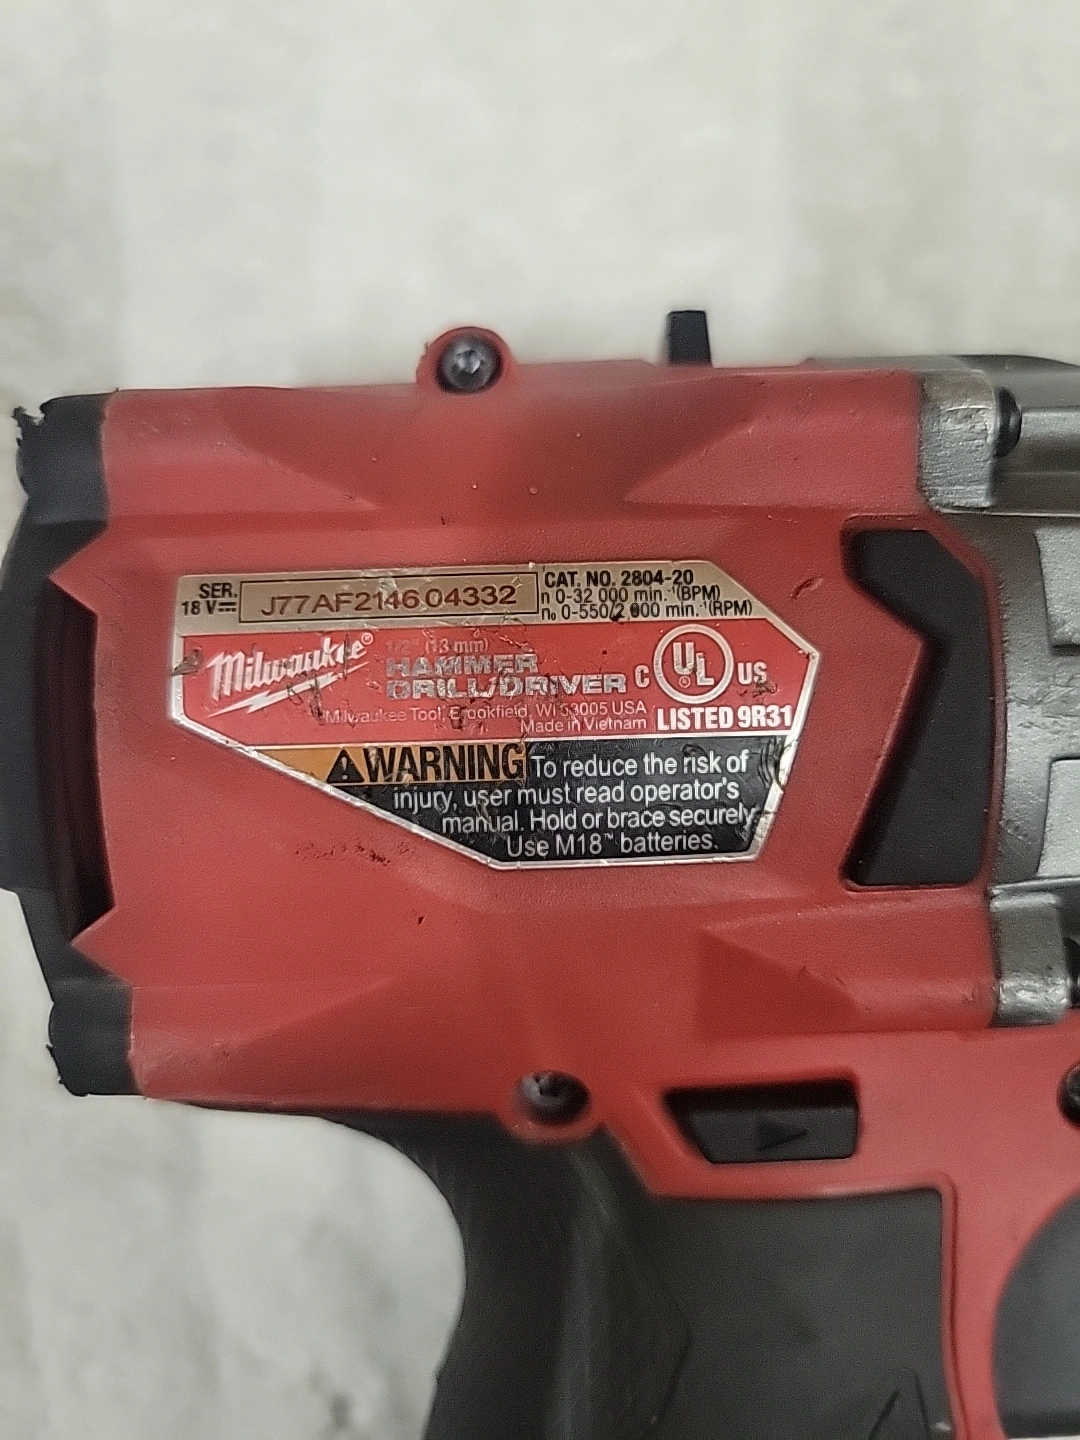 SER. J77AF214604332 CAT. NO. 2804-20
18 V⎓ n 0-32 000 min.⁻¹(BPM)
n₀ 0-550/2 000 min.⁻¹(RPM)
Milwaukee® 1/2" (13 mm)
HAMMER
DRILL/DRIVER C UL® US
Milwaukee Tool, Brookfield, WI 53005 USA
Made in Vietnam LISTED 9R31
WARNING To reduce the risk of
injury, user must read operator's
manual. Hold or brace securely.
Use M18™ batteries.